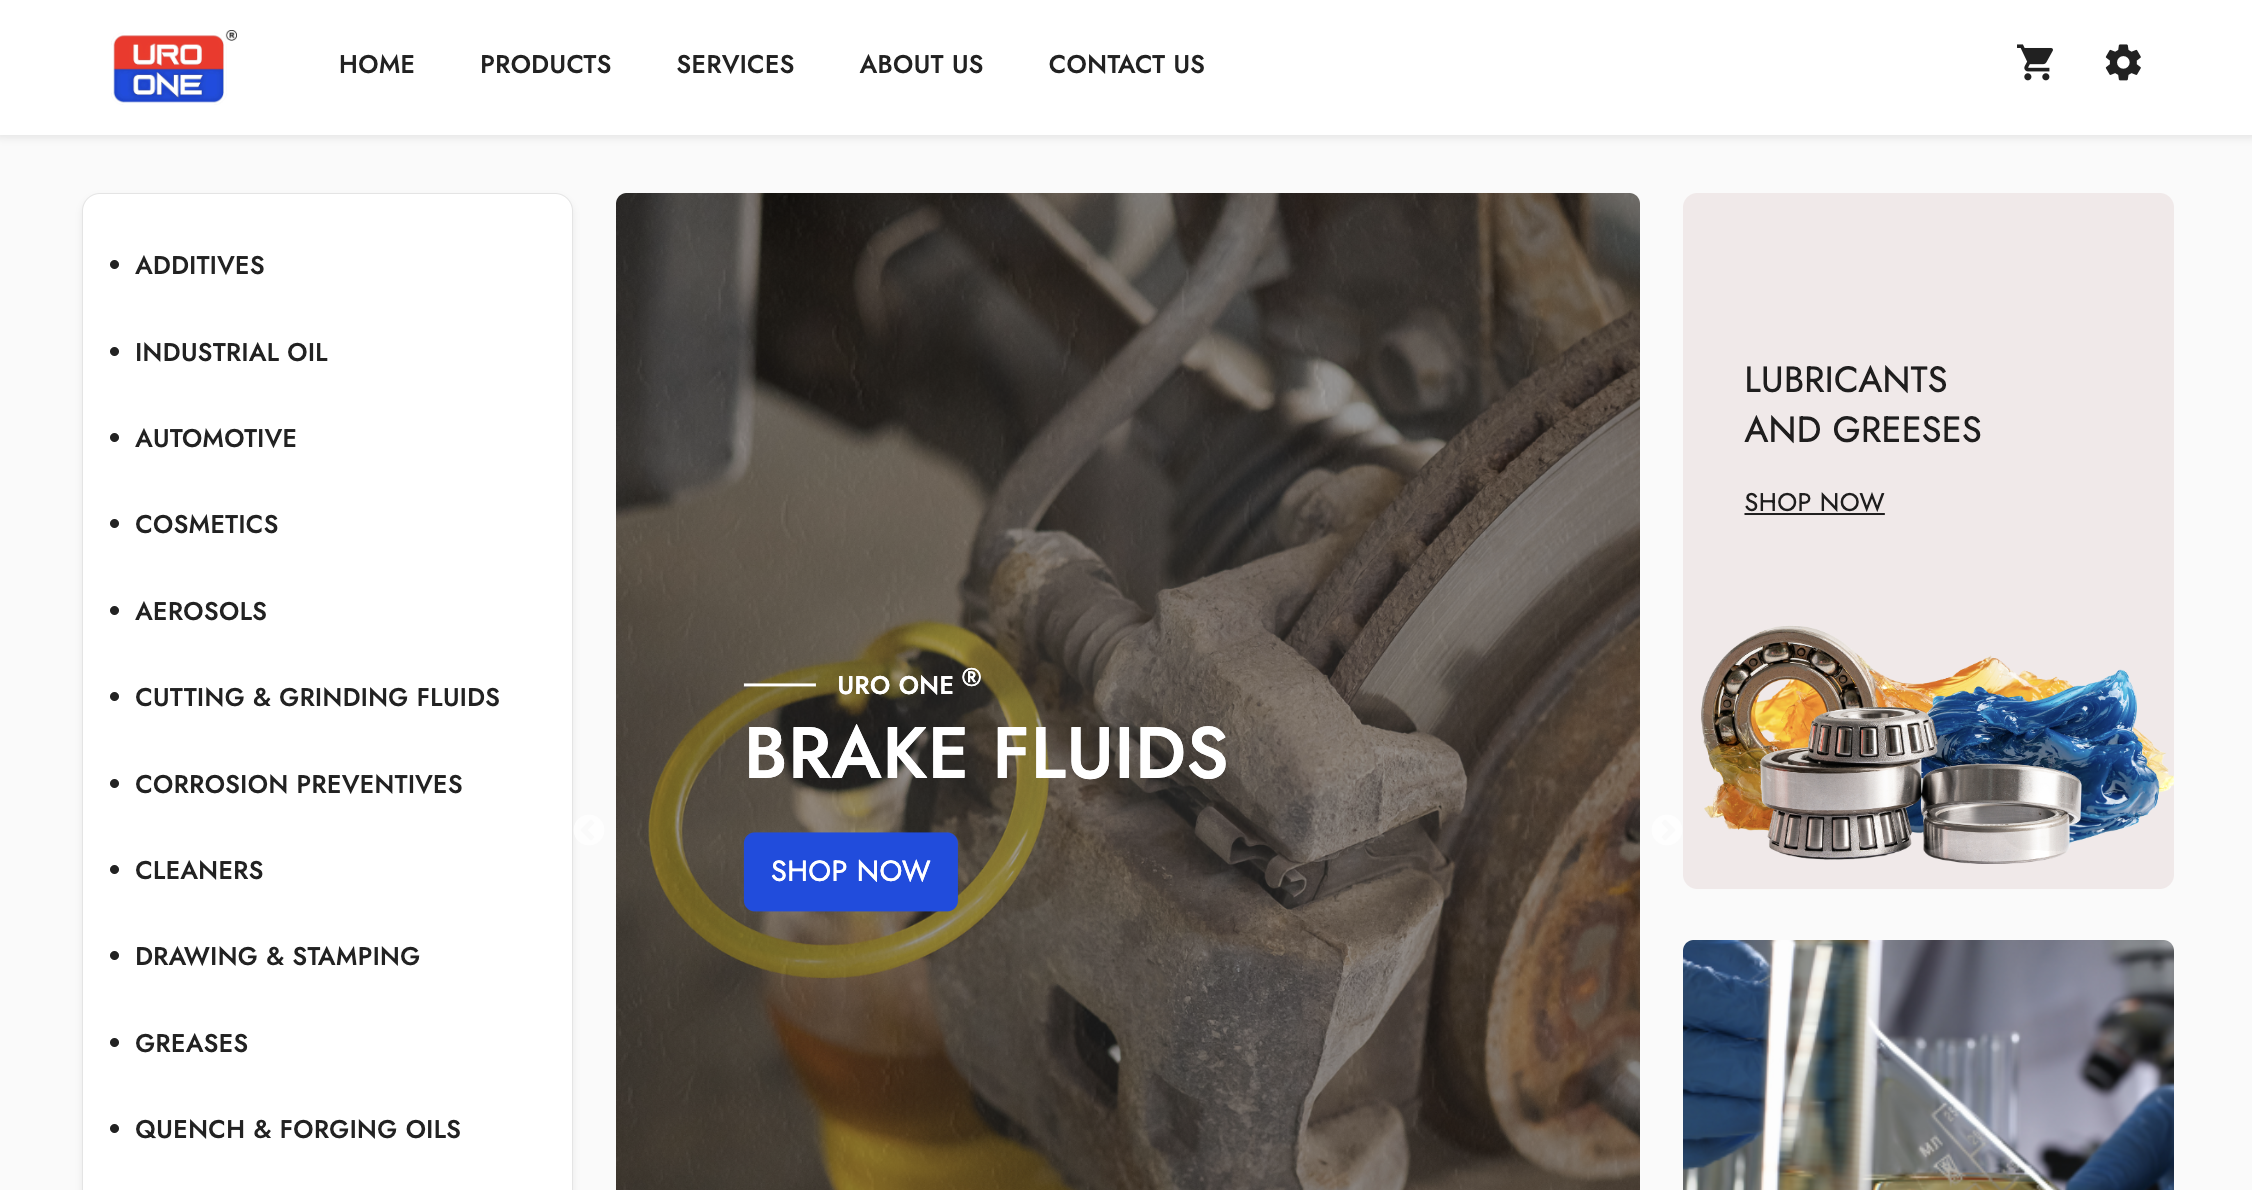 URO
ONE
®
HOME
PRODUCTS
SERVICES
ABOUT US
CONTACT US
ADDITIVES
INDUSTRIAL OIL
AUTOMOTIVE
COSMETICS
AEROSOLS
CUTTING & GRINDING FLUIDS
CORROSION PREVENTIVES
CLEANERS
DRAWING & STAMPING
GREASES
QUENCH & FORGING OILS
URO ONE ®
BRAKE FLUIDS
SHOP NOW
LUBRICANTS
AND GREESES
SHOP NOW